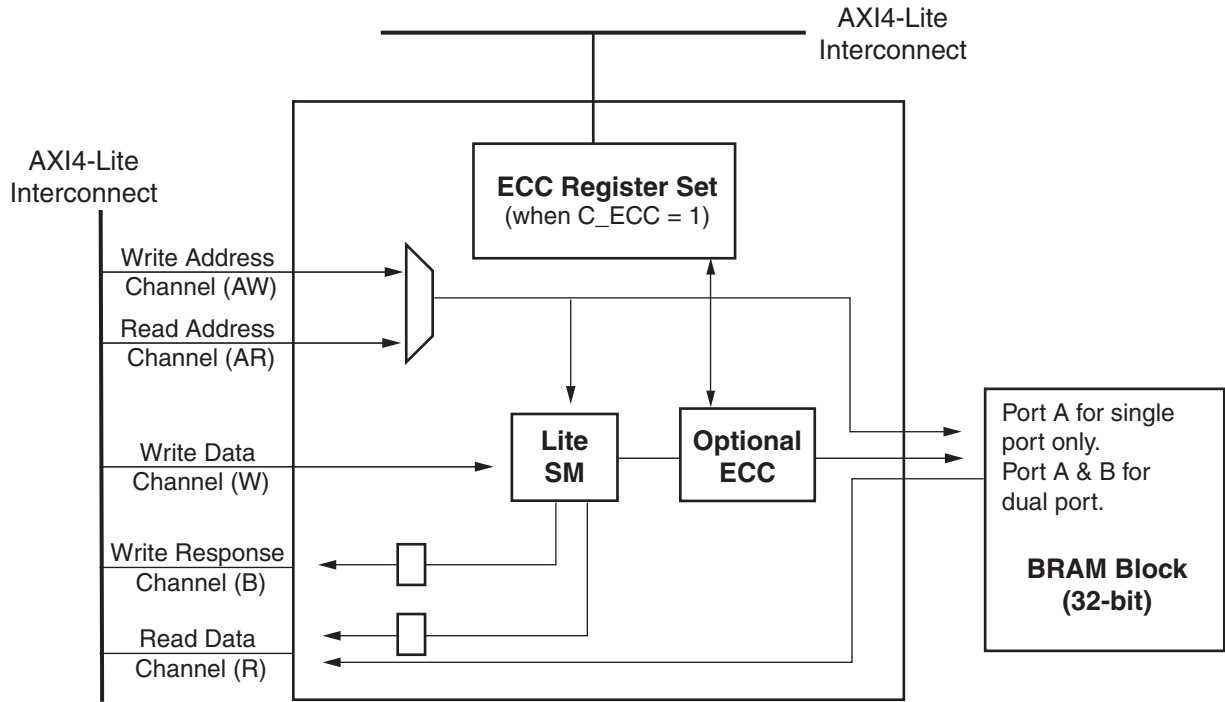 AXI4-Lite
Interconnect
AXI4-Lite
Interconnect
ECC Register Set
(when C_ECC = 1)
Write Address
Channel (AW)
Read Address
Channel (AR)
Write Data
Channel (W)
Write Response
Channel (B)
Read Data
Channel (R)
Lite
SM
Optional
ECC
Port A for single
port only.
Port A & B for
dual port.
BRAM Block
(32-bit)